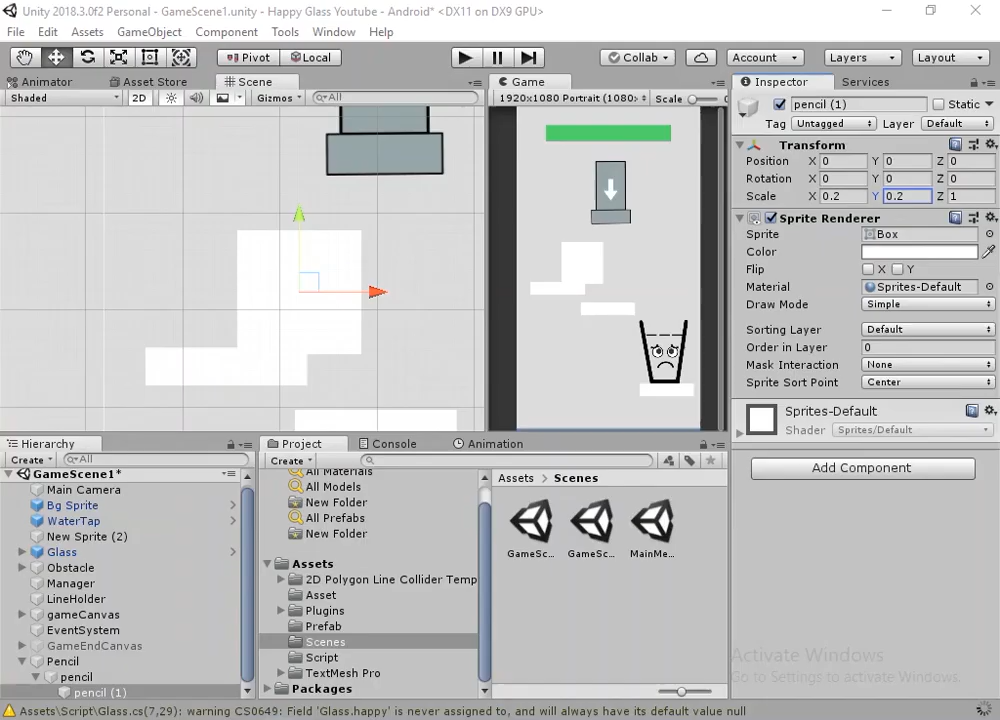 Unity 2018.3.0f2 Personal - GameScene1.unity - Happy Glass Youtube - Android* <DX11 on DX9 GPU>
File Edit Assets GameObject Component Tools Window Help
Pivot Local Collab Account Layers Layout
Animator Asset Store Scene Game Inspector Services
Shaded 2D Gizmos All 1920x1080 Portrait (1080> Scale
pencil (1) Static
Tag Untagged Layer Default
Transform
Position X 0 Y 0 Z 0
Rotation X 0 Y 0 Z 0
Scale X 0.2 Y 0.2 Z 1
Sprite Renderer
Sprite Box
Color
Flip X Y
Material Sprites-Default
Draw Mode Simple
Sorting Layer Default
Order in Layer 0
Mask Interaction None
Sprite Sort Point Center
Sprites-Default
Shader Sprites/Default
Add Component
Hierarchy
Create All
GameScene1*
Main Camera
Bg Sprite
WaterTap
New Sprite (2)
Glass
Obstacle
Manager
LineHolder
gameCanvas
EventSystem
GameEndCanvas
Pencil
pencil
pencil (1)
Project Console Animation
Create
All Materials
All Models
New Folder
All Prefabs
New Folder
Assets
2D Polygon Line Collider Temp
Asset
Plugins
Prefab
Scenes
Script
TextMesh Pro
Packages
Assets Scenes
GameSc... GameSc... MainMe...
Activate Windows
Go to Settings to activate Windows.
Assets\Script\Glass.cs(7,29): warning CS0649: Field 'Glass.happy' is never assigned to, and will always have its default value null